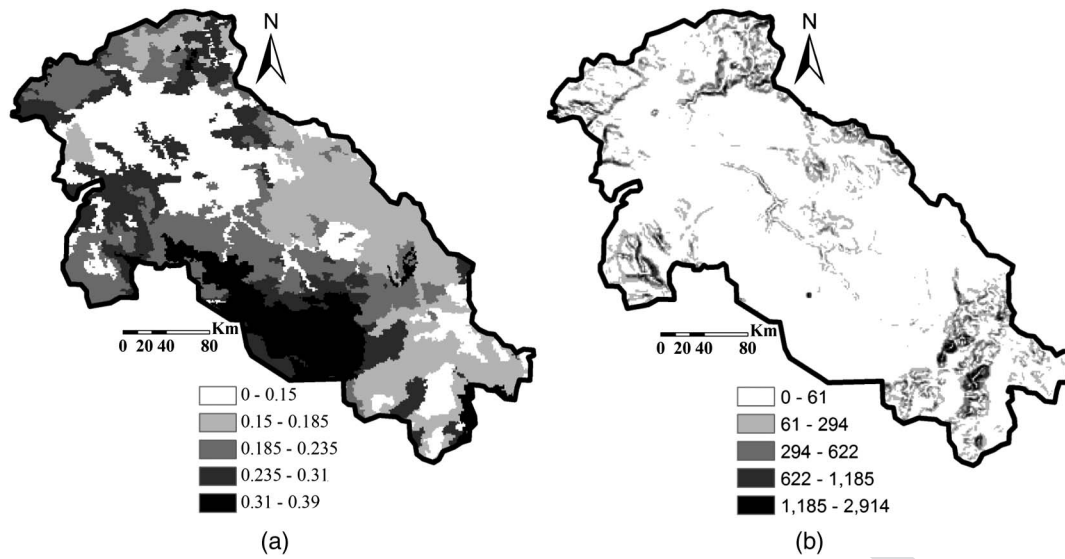 N
Km
0 20 40 80
0 - 0.15
0.15 - 0.185
0.185 - 0.235
0.235 - 0.31
0.31 - 0.39
(a)
N
Km
0 20 40 80
0 - 61
61 - 294
294 - 622
622 - 1,185
1,185 - 2,914
(b)